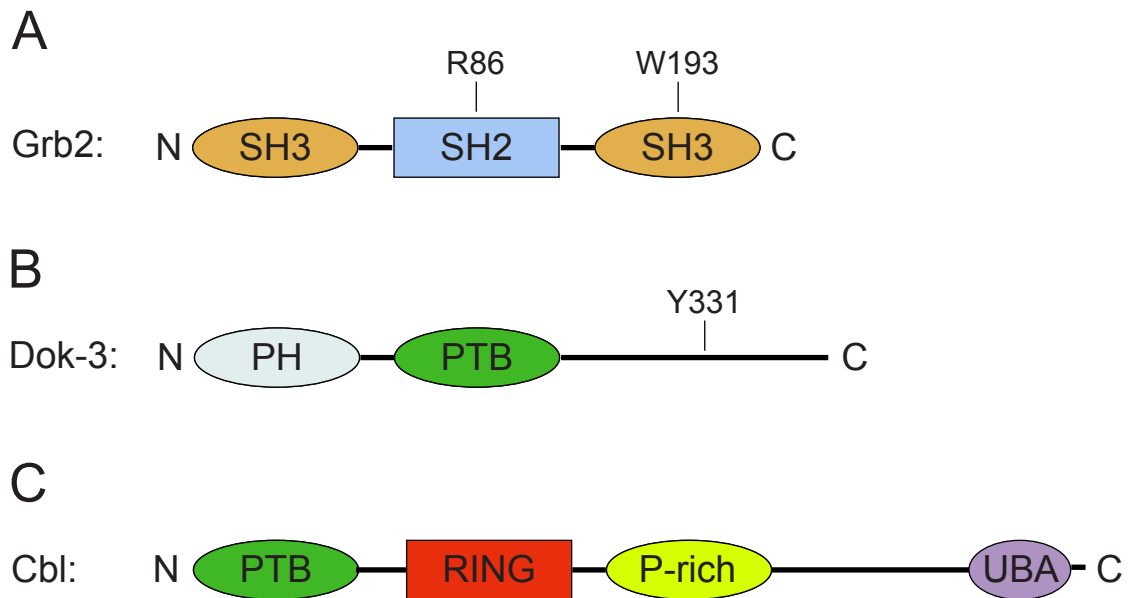 A
R86 W193
Grb2: N SH3 SH2 SH3 C
B
Y331
Dok-3: N PH PTB C
C
Cbl: N PTB RING P-rich UBA C